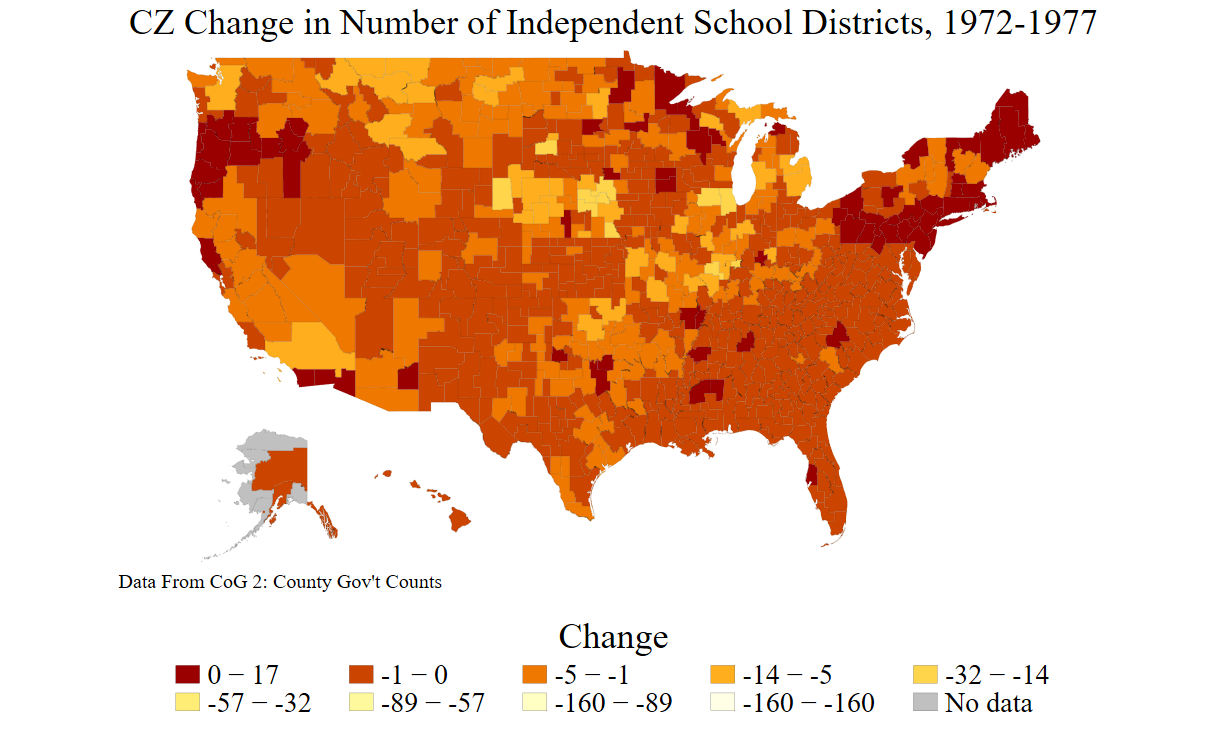 CZ Change in Number of Independent School Districts, 1972-1977
Data From CoG 2: County Gov't Counts
Change
0 − 17
-1 − 0
-5 − -1
-14 − -5
-32 − -14
-57 − -32
-89 − -57
-160 − -89
-160 − -160
No data